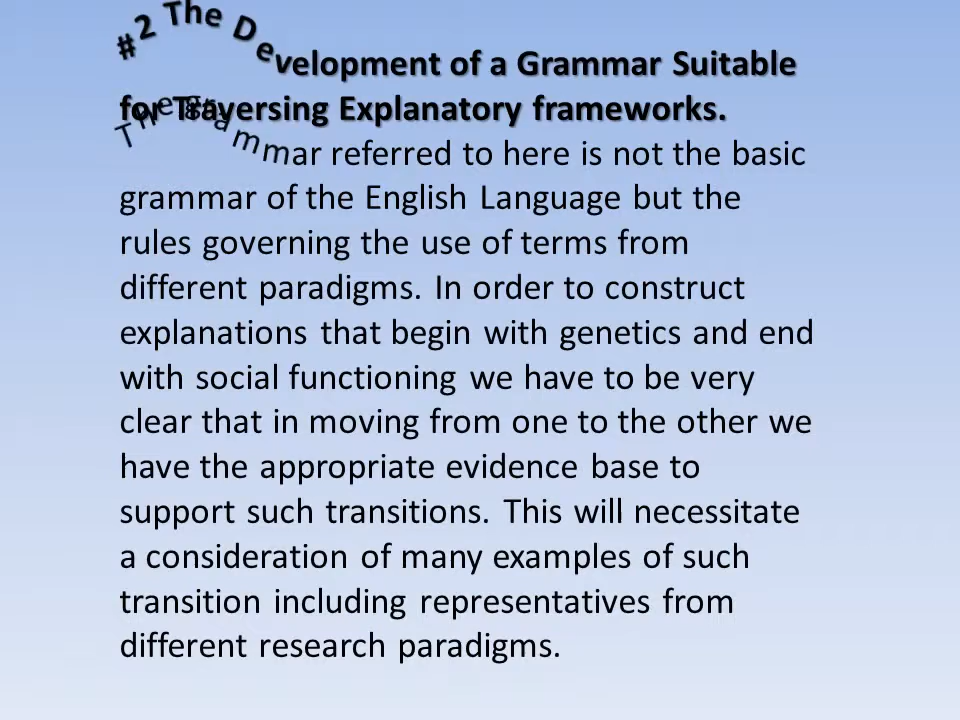 #2 The Development of a Grammar Suitable
for Traversing Explanatory frameworks.
The grammar referred to here is not the basic
grammar of the English Language but the
rules governing the use of terms from
different paradigms. In order to construct
explanations that begin with genetics and end
with social functioning we have to be very
clear that in moving from one to the other we
have the appropriate evidence base to
support such transitions. This will necessitate
a consideration of many examples of such
transition including representatives from
different research paradigms.